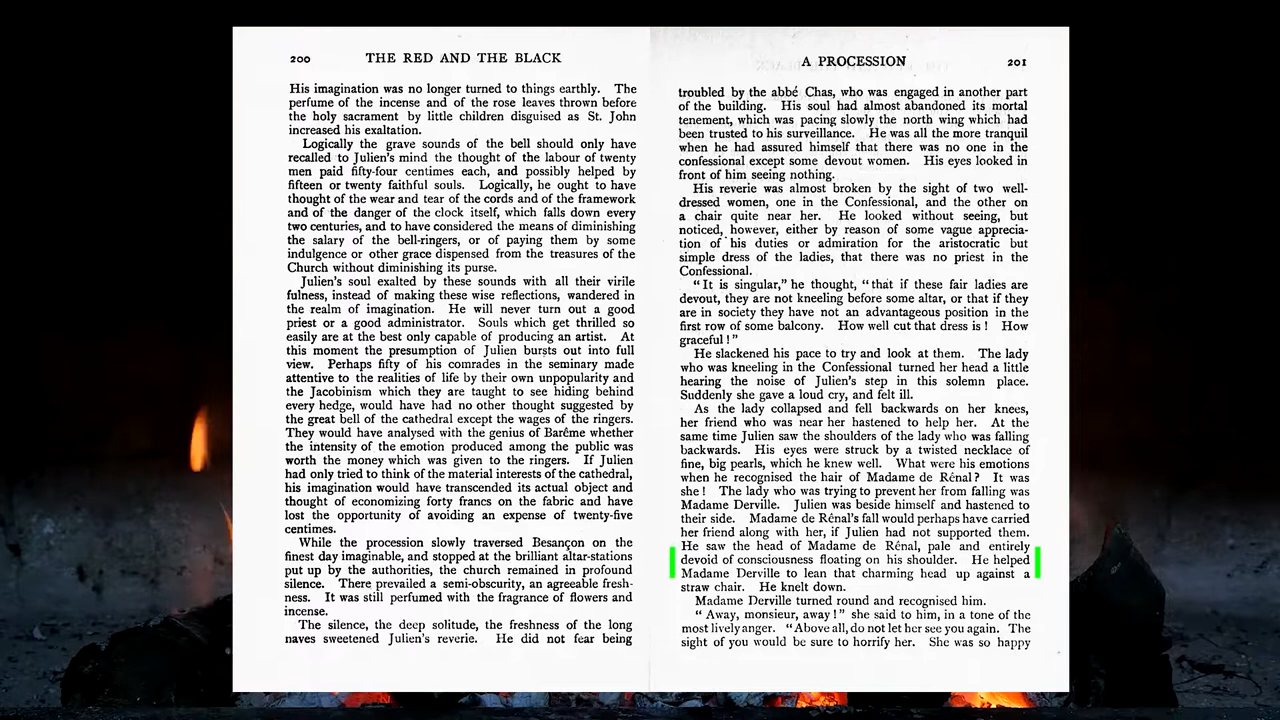 200
THE RED AND THE BLACK
His imagination was no longer turned to things earthly. The
perfume of the incense and of the rose leaves thrown before
the holy sacrament by little children disguised as St. John
increased his exaltation.
Logically the grave sounds of the bell should only have
recalled to Julien's mind the thought of the labour of twenty
men paid fifty-four centimes each, and possibly helped by
fifteen or twenty faithful souls. Logically, he ought to have
thought of the wear and tear of the cords and of the framework
and of the danger of the clock itself, which falls down every
two centuries, and to have considered the means of diminishing
the salary of the bell-ringers, or of paying them by some
indulgence or other grace dispensed from the treasures of the
Church without diminishing its purse.
Julien's soul exalted by these sounds with all their virile
fulness, instead of making these wise reflections, wandered in
the realm of imagination. He will never turn out a good
priest or a good administrator. Souls which get thrilled so
easily are at the best only capable of producing an artist. At
this moment the presumption of Julien bursts out into full
view. Perhaps fifty of his comrades in the seminary made
attentive to the realities of life by their own unpopularity and
the Jacobinism which they are taught to see hiding behind
every hedge, would have had no other thought suggested by
the great bell of the cathedral except the wages of the ringers.
They would have analysed with the genius of Barême whether
the intensity of the emotion produced among the public was
worth the money which was given to the ringers. If Julien
had only tried to think of the material interests of the cathedral,
his imagination would have transcended its actual object and
thought of economizing forty francs on the fabric and have
lost the opportunity of avoiding an expense of twenty-five
centimes.
While the procession slowly traversed Besançon on the
finest day imaginable, and stopped at the brilliant altar-stations
put up by the authorities, the church remained in profound
silence. There prevailed a semi-obscurity, an agreeable fresh-
ness. It was still perfumed with the fragrance of flowers and
incense.
The silence, the deep solitude, the freshness of the long
naves sweetened Julien's reverie. He did not fear being
A PROCESSION
201
troubled by the abbé Chas, who was engaged in another part
of the building. His soul had almost abandoned its mortal
tenement, which was pacing slowly the north wing which had
been trusted to his surveillance. He was all the more tranquil
when he had assured himself that there was no one in the
confessional except some devout women. His eyes looked in
front of him seeing nothing.
His reverie was almost broken by the sight of two well-
dressed women, one in the Confessional, and the other on
a chair quite near her. He looked without seeing, but
noticed, however, either by reason of some vague apprecia-
tion of his duties or admiration for the aristocratic but
simple dress of the ladies, that there was no priest in the
Confessional.
"It is singular," he thought, "that if these fair ladies are
devout, they are not kneeling before some altar, or that if they
are in society they have not an advantageous position in the
first row of some balcony. How well cut that dress is! How
graceful!"
He slackened his pace to try and look at them. The lady
who was kneeling in the Confessional turned her head a little
hearing the noise of Julien's step in this solemn place.
Suddenly she gave a loud cry, and felt ill.
As the lady collapsed and fell backwards on her knees,
her friend who was near her hastened to help her. At the
same time Julien saw the shoulders of the lady who was falling
backwards. His eyes were struck by a twisted necklace of
fine, big pearls, which he knew well. What were his emotions
when he recognised the hair of Madame de Rênal? It was
she! The lady who was trying to prevent her from falling was
Madame Derville. Julien was beside himself and hastened to
their side. Madame de Rênal's fall would perhaps have carried
her friend along with her, if Julien had not supported them.
He saw the head of Madame de Rênal, pale and entirely
devoid of consciousness floating on his shoulder. He helped
Madame Derville to lean that charming head up against a
straw chair. He knelt down.
Madame Derville turned round and recognised him.
"Away, monsieur, away!" she said to him, in a tone of the
most lively anger. "Above all, do not let her see you again. The
sight of you would be sure to horrify her. She was so happy